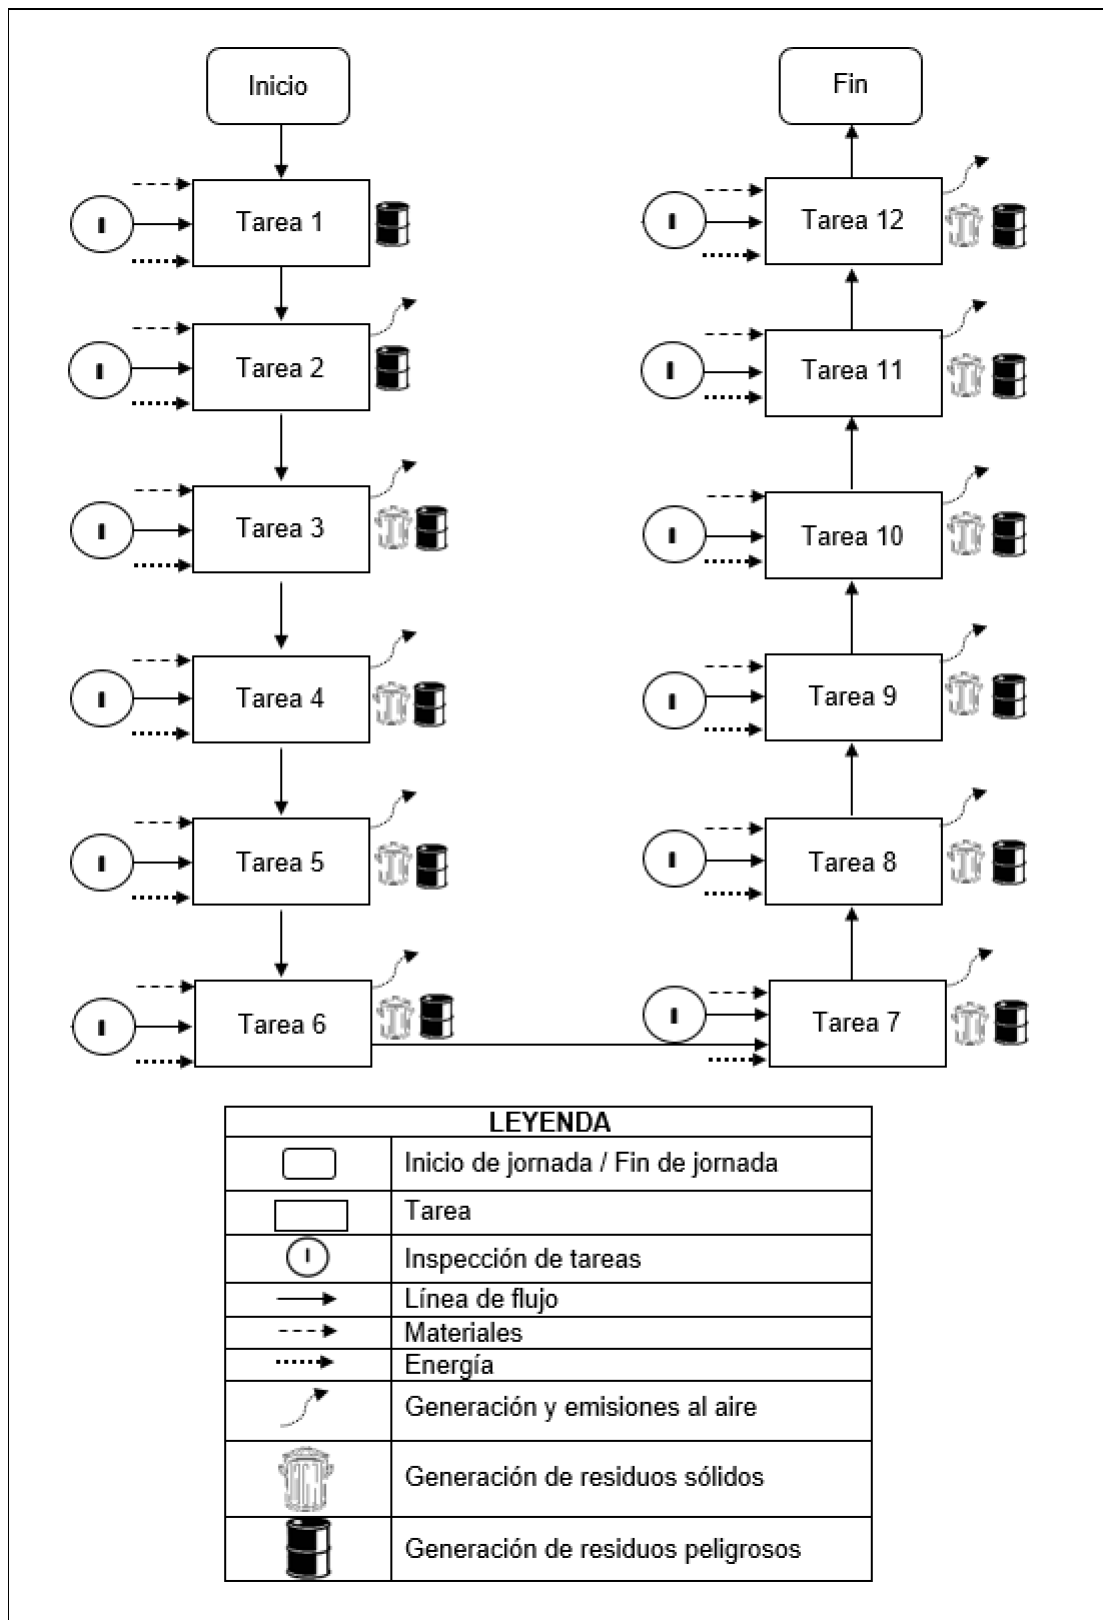 Inicio
Tarea 1
Tarea 2
Tarea 3
Tarea 4
Tarea 5
Tarea 6
Tarea 7
Tarea 8
Tarea 9
Tarea 10
Tarea 11
Tarea 12
Fin
LEYENDA
Inicio de jornada / Fin de jornada
Tarea
Inspección de tareas
Línea de flujo
Materiales
Energía
Generación y emisiones al aire
Generación de residuos sólidos
Generación de residuos peligrosos